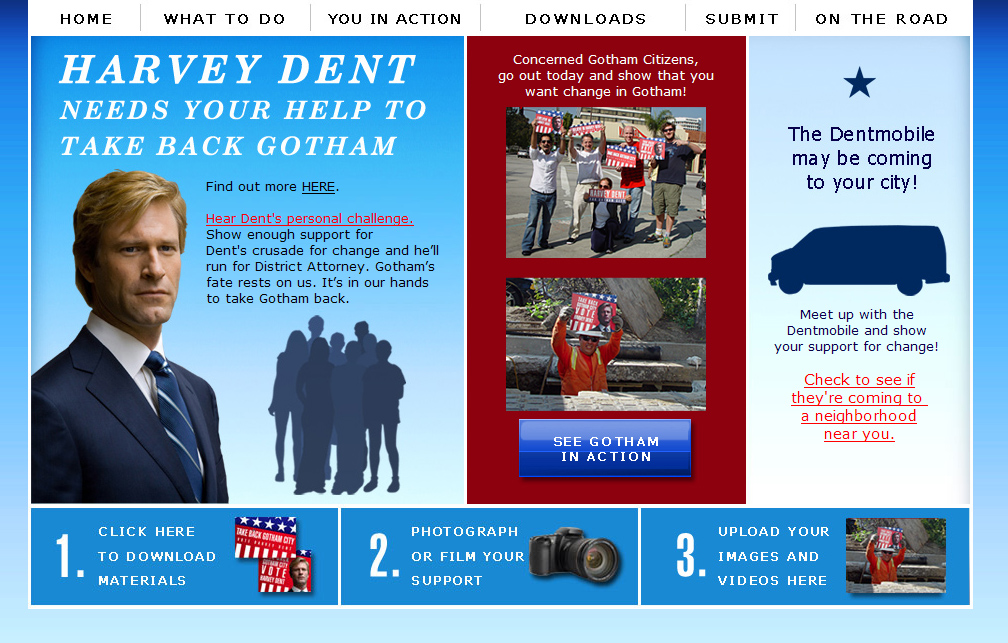 HOME
WHAT TO DO
YOU IN ACTION
DOWNLOADS
SUBMIT
ON THE ROAD
HARVEY DENT
NEEDS YOUR HELP TO
TAKE BACK GOTHAM
Find out more HERE.
Hear Dent's personal challenge.
Show enough support for
Dent's crusade for change and he’ll
run for District Attorney. Gotham’s
fate rests on us. It’s in our hands
to take Gotham back.
Concerned Gotham Citizens,
go out today and show that you
want change in Gotham!
HARVEY DENT
VOTE
SEE GOTHAM
IN ACTION
The Dentmobile
may be coming
to your city!
Meet up with the
Dentmobile and show
your support for change!
Check to see if
they're coming to
a neighborhood
near you.
1.
CLICK HERE
TO DOWNLOAD
MATERIALS
TAKE BACK GOTHAM CITY
VOTE HARVEY DENT
GOTHAM CITY
VOTE
HARVEY DENT
2.
PHOTOGRAPH
OR FILM YOUR
SUPPORT
3.
UPLOAD YOUR
IMAGES AND
VIDEOS HERE